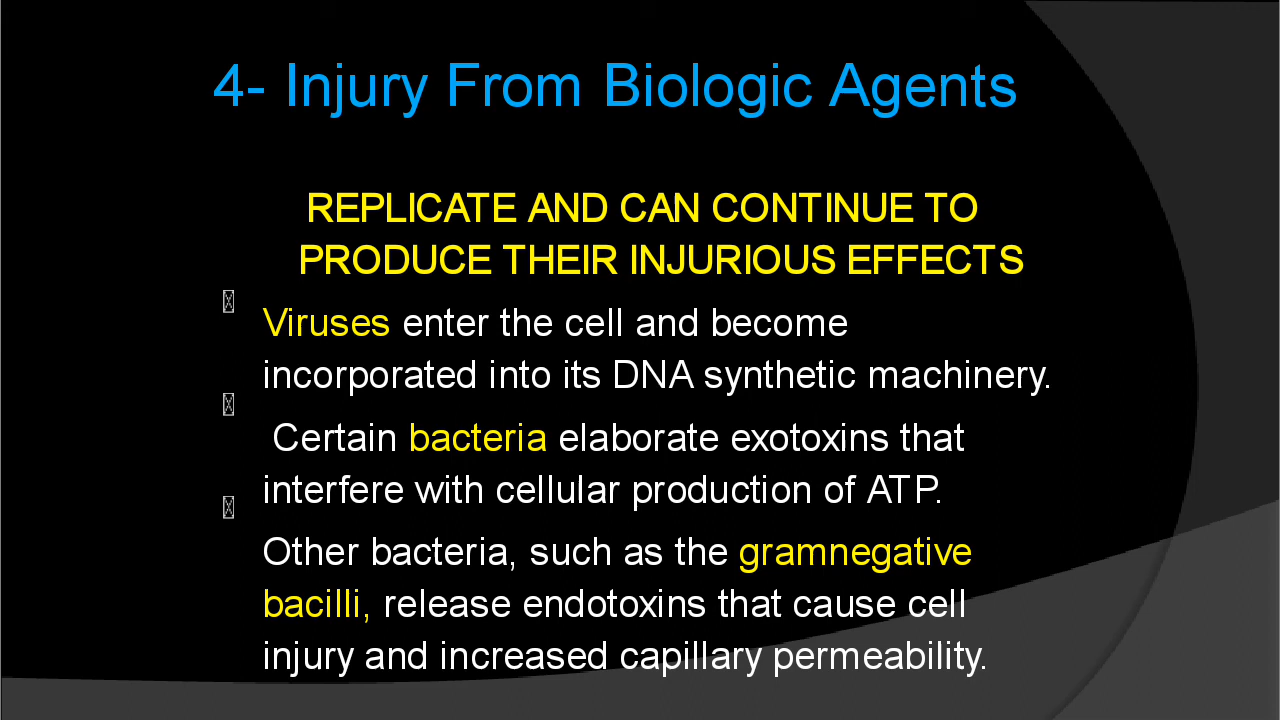 4- Injury From Biologic Agents
REPLICATE AND CAN CONTINUE TO
PRODUCE THEIR INJURIOUS EFFECTS
Viruses enter the cell and become
incorporated into its DNA synthetic machinery.
Certain bacteria elaborate exotoxins that
interfere with cellular production of ATP.
Other bacteria, such as the gramnegative
bacilli, release endotoxins that cause cell
injury and increased capillary permeability.